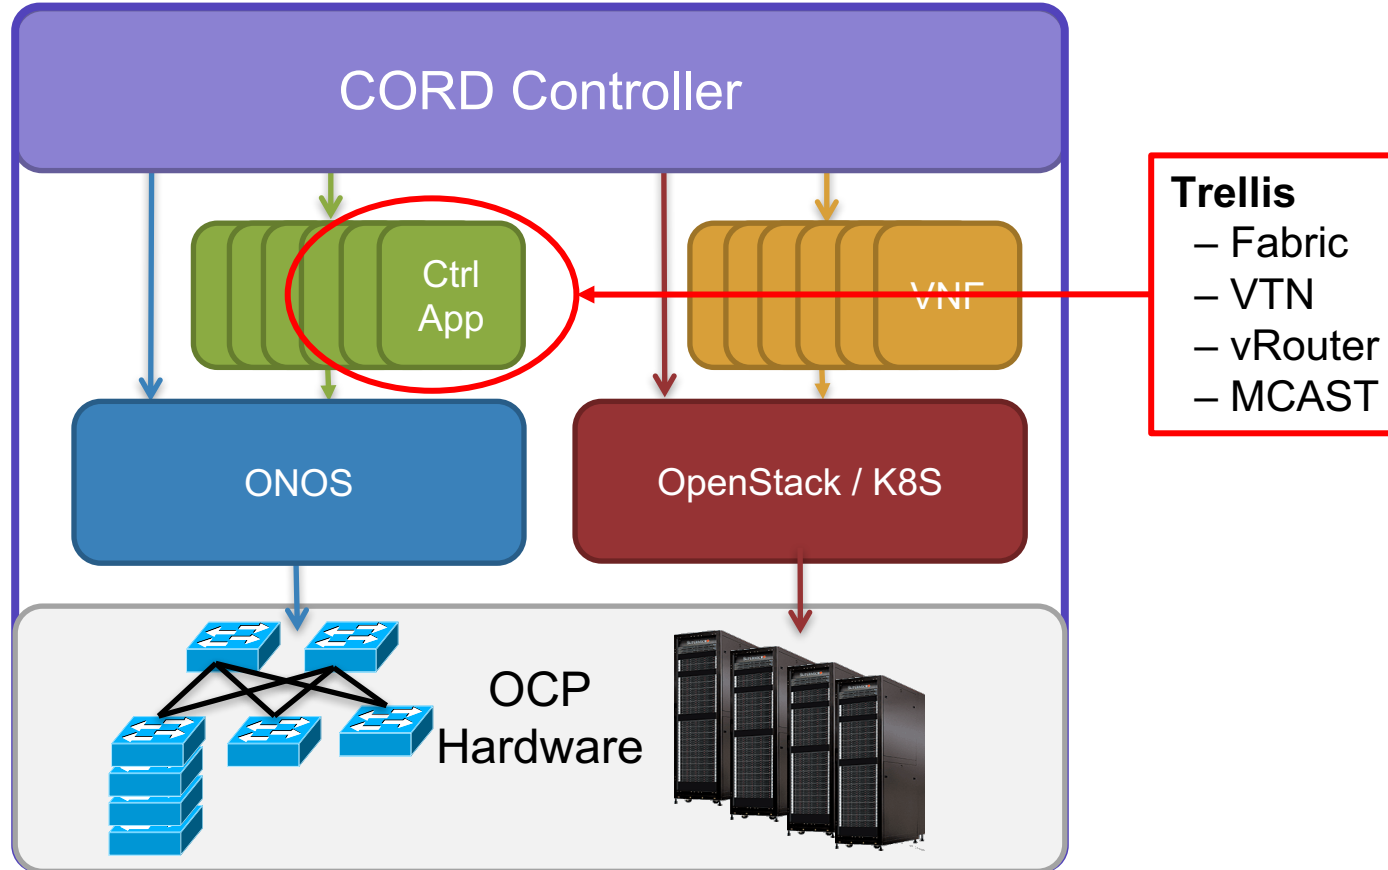 CORD Controller
Ctrl
App
VNF
Trellis
– Fabric
– VTN
– vRouter
– MCAST
ONOS
OpenStack / K8S
OCP
Hardware